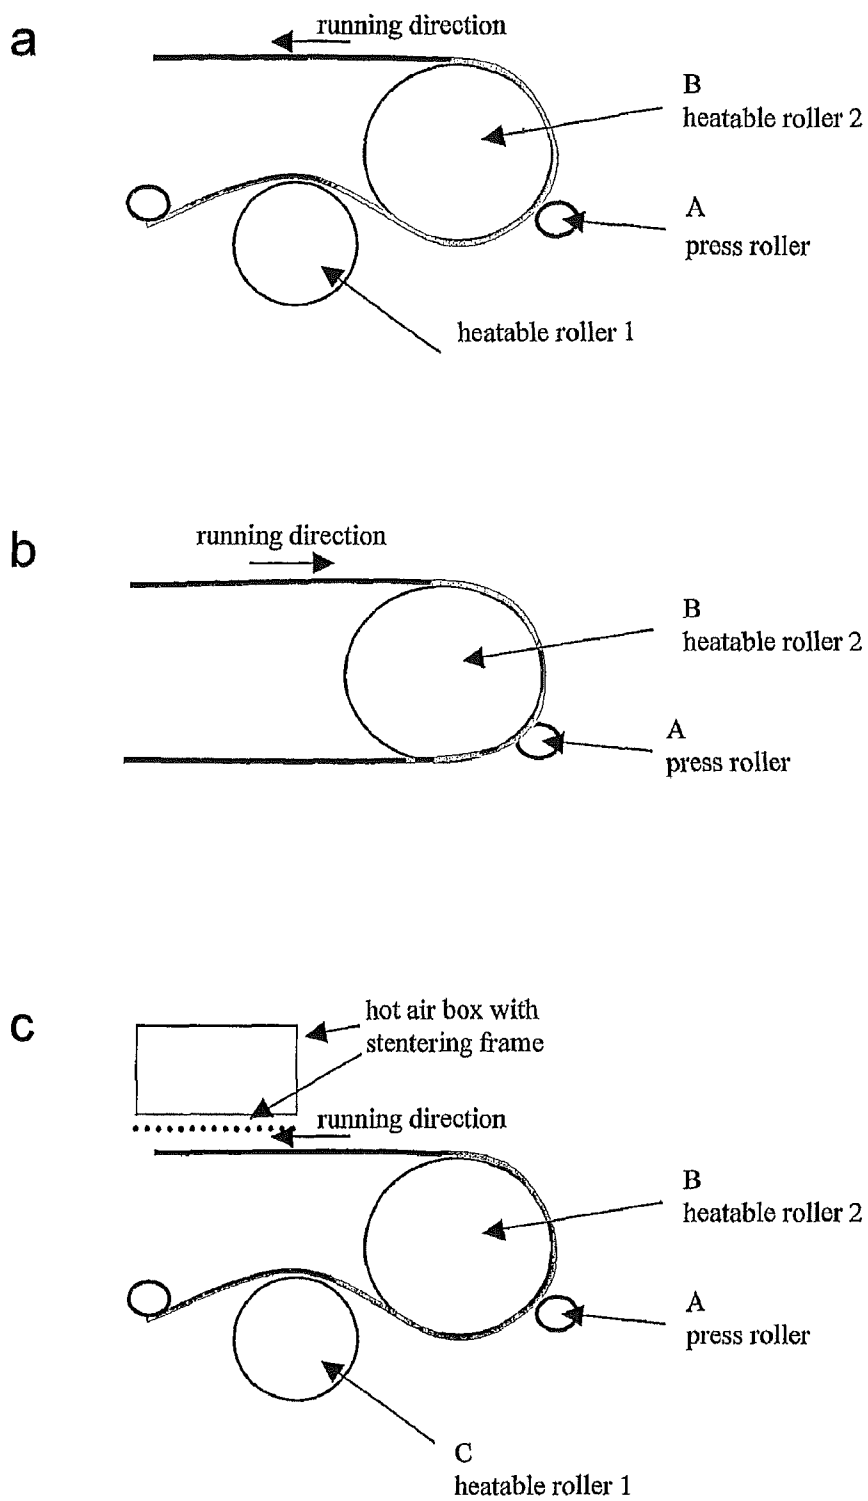 a
running direction
B
heatable roller 2
A
press roller
heatable roller 1
b
running direction
B
heatable roller 2
A
press roller
c
hot air box with
stentering frame
running direction
B
heatable roller 2
A
press roller
C
heatable roller 1